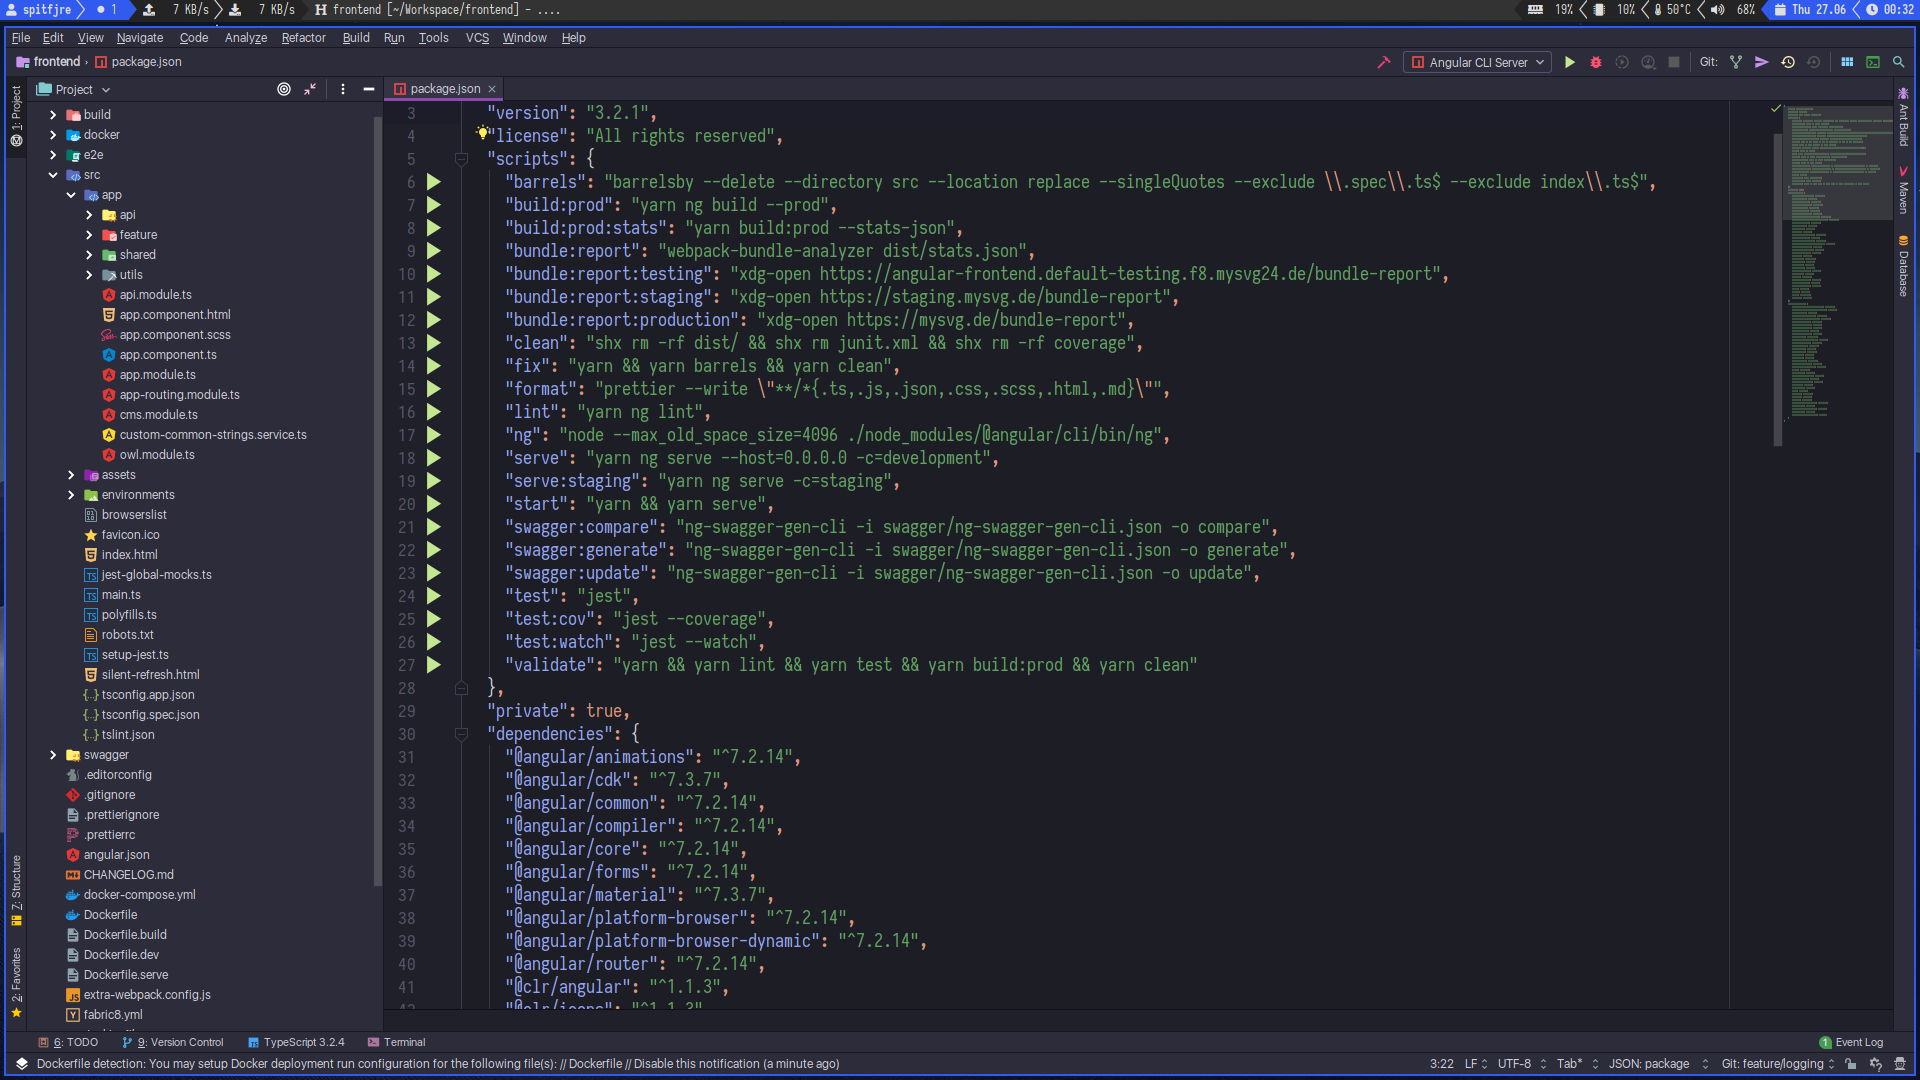 spitfjre
1
7 KB/s
7 KB/s
frontend [~/Workspace/frontend] - ....
19%
10%
50°C
68%
Thu 27.06
00:32
File Edit View Navigate Code Analyze Refactor Build Run Tools VCS Window Help
frontend › package.json
Angular CLI Server
Git:
Project
package.json
1: Project
7: Structure
2: Favorites
Ant Build
Maven
Database
build
docker
e2e
src
app
api
feature
shared
utils
api.module.ts
app.component.html
app.component.scss
app.component.ts
app.module.ts
app-routing.module.ts
cms.module.ts
custom-common-strings.service.ts
owl.module.ts
assets
environments
browserslist
favicon.ico
index.html
jest-global-mocks.ts
main.ts
polyfills.ts
robots.txt
setup-jest.ts
silent-refresh.html
tsconfig.app.json
tsconfig.spec.json
tslint.json
swagger
.editorconfig
.gitignore
.prettierignore
.prettierrc
angular.json
CHANGELOG.md
docker-compose.yml
Dockerfile
Dockerfile.build
Dockerfile.dev
Dockerfile.serve
extra-webpack.config.js
fabric8.yml
3 "version": "3.2.1",
4 "license": "All rights reserved",
5 "scripts": {
6 "barrels": "barrelsby --delete --directory src --location replace --singleQuotes --exclude \\.spec\\.ts$ --exclude index\\.ts$",
7 "build:prod": "yarn ng build --prod",
8 "build:prod:stats": "yarn build:prod --stats-json",
9 "bundle:report": "webpack-bundle-analyzer dist/stats.json",
10 "bundle:report:testing": "xdg-open https://angular-frontend.default-testing.f8.mysvg24.de/bundle-report",
11 "bundle:report:staging": "xdg-open https://staging.mysvg.de/bundle-report",
12 "bundle:report:production": "xdg-open https://mysvg.de/bundle-report",
13 "clean": "shx rm -rf dist/ && shx rm junit.xml && shx rm -rf coverage",
14 "fix": "yarn && yarn barrels && yarn clean",
15 "format": "prettier --write \"**/*{.ts,.js,.json,.css,.scss,.html,.md}\"",
16 "lint": "yarn ng lint",
17 "ng": "node --max_old_space_size=4096 ./node_modules/@angular/cli/bin/ng",
18 "serve": "yarn ng serve --host=0.0.0.0 -c=development",
19 "serve:staging": "yarn ng serve -c=staging",
20 "start": "yarn && yarn serve",
21 "swagger:compare": "ng-swagger-gen-cli -i swagger/ng-swagger-gen-cli.json -o compare",
22 "swagger:generate": "ng-swagger-gen-cli -i swagger/ng-swagger-gen-cli.json -o generate",
23 "swagger:update": "ng-swagger-gen-cli -i swagger/ng-swagger-gen-cli.json -o update",
24 "test": "jest",
25 "test:cov": "jest --coverage",
26 "test:watch": "jest --watch",
27 "validate": "yarn && yarn lint && yarn test && yarn build:prod && yarn clean"
28 },
29 "private": true,
30 "dependencies": {
31 "@angular/animations": "^7.2.14",
32 "@angular/cdk": "^7.3.7",
33 "@angular/common": "^7.2.14",
34 "@angular/compiler": "^7.2.14",
35 "@angular/core": "^7.2.14",
36 "@angular/forms": "^7.2.14",
37 "@angular/material": "^7.3.7",
38 "@angular/platform-browser": "^7.2.14",
39 "@angular/platform-browser-dynamic": "^7.2.14",
40 "@angular/router": "^7.2.14",
41 "@clr/angular": "^1.1.3",
42 "@clr/icons": "^1.1.3"
6: TODO
9: Version Control
TypeScript 3.2.4
Terminal
1 Event Log
Dockerfile detection: You may setup Docker deployment run configuration for the following file(s): // Dockerfile // Disable this notification (a minute ago)
3:22 LF UTF-8 Tab* JSON: package Git: feature/logging